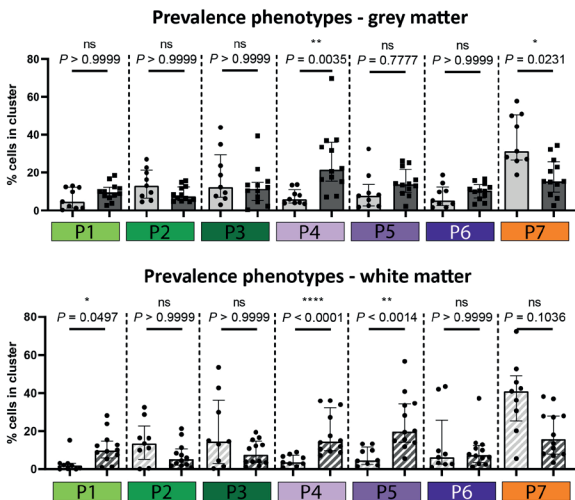 Prevalence phenotypes - grey matter
ns ns ns ** ns ns *
P > 0.9999 P > 0.9999 P > 0.9999 P = 0.0035 P = 0.7777 P > 0.9999 P = 0.0231
% cells in cluster
80
60
40
20
0
P1 P2 P3 P4 P5 P6 P7
Prevalence phenotypes - white matter
* ns ns **** ** ns ns
P = 0.0497 P > 0.9999 P > 0.9999 P < 0.0001 P < 0.0014 P > 0.9999 P = 0.1036
% cells in cluster
80
60
40
20
0
P1 P2 P3 P4 P5 P6 P7